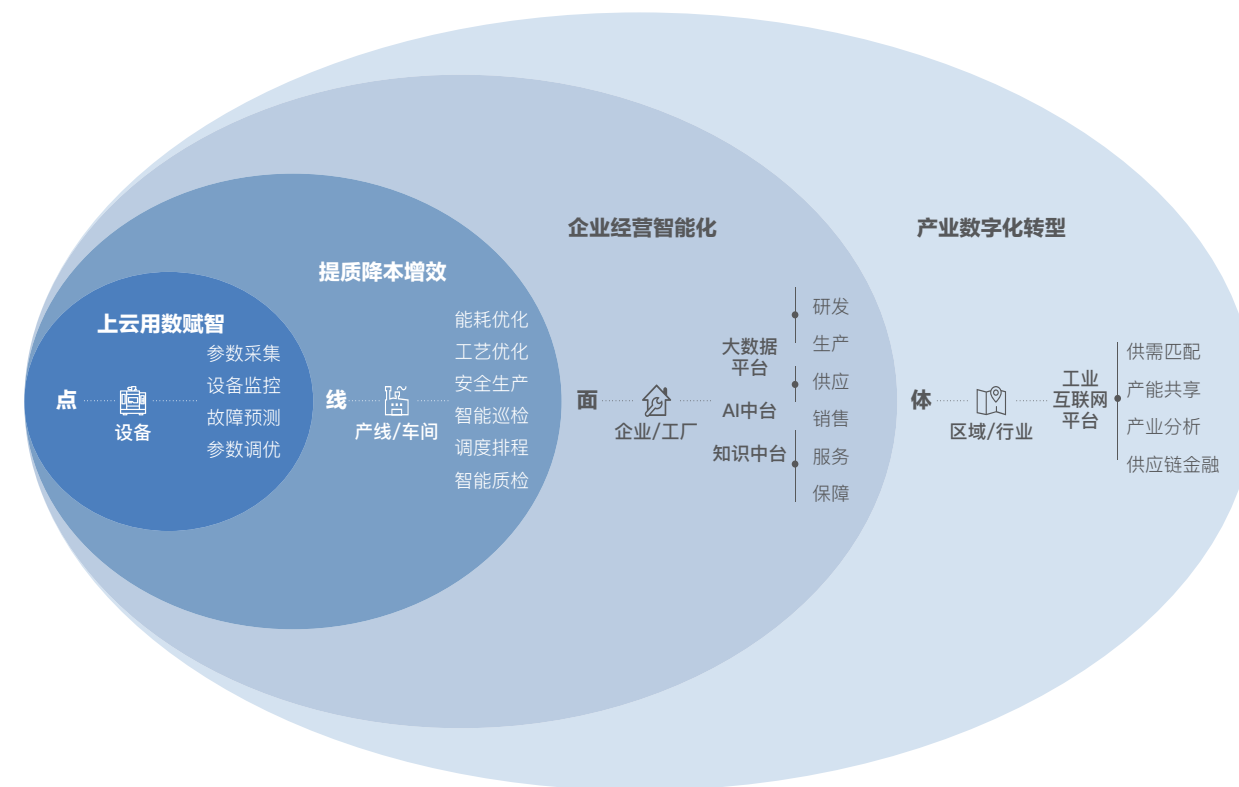 上云用数赋智
点
设备
参数采集
设备监控
故障预测
参数调优
提质降本增效
线
产线/车间
能耗优化
工艺优化
安全生产
智能巡检
调度排程
智能质检
企业经营智能化
面
企业/工厂
大数据
平台
AI中台
知识中台
研发
生产
供应
销售
服务
保障
产业数字化转型
体
区域/行业
工业
互联网
平台
供需匹配
产能共享
产业分析
供应链金融